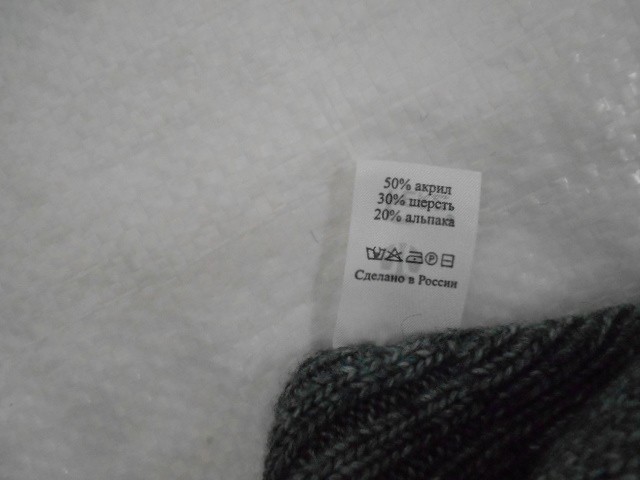 50% акрил
30% шерсть
20% альпака
Сделано в России